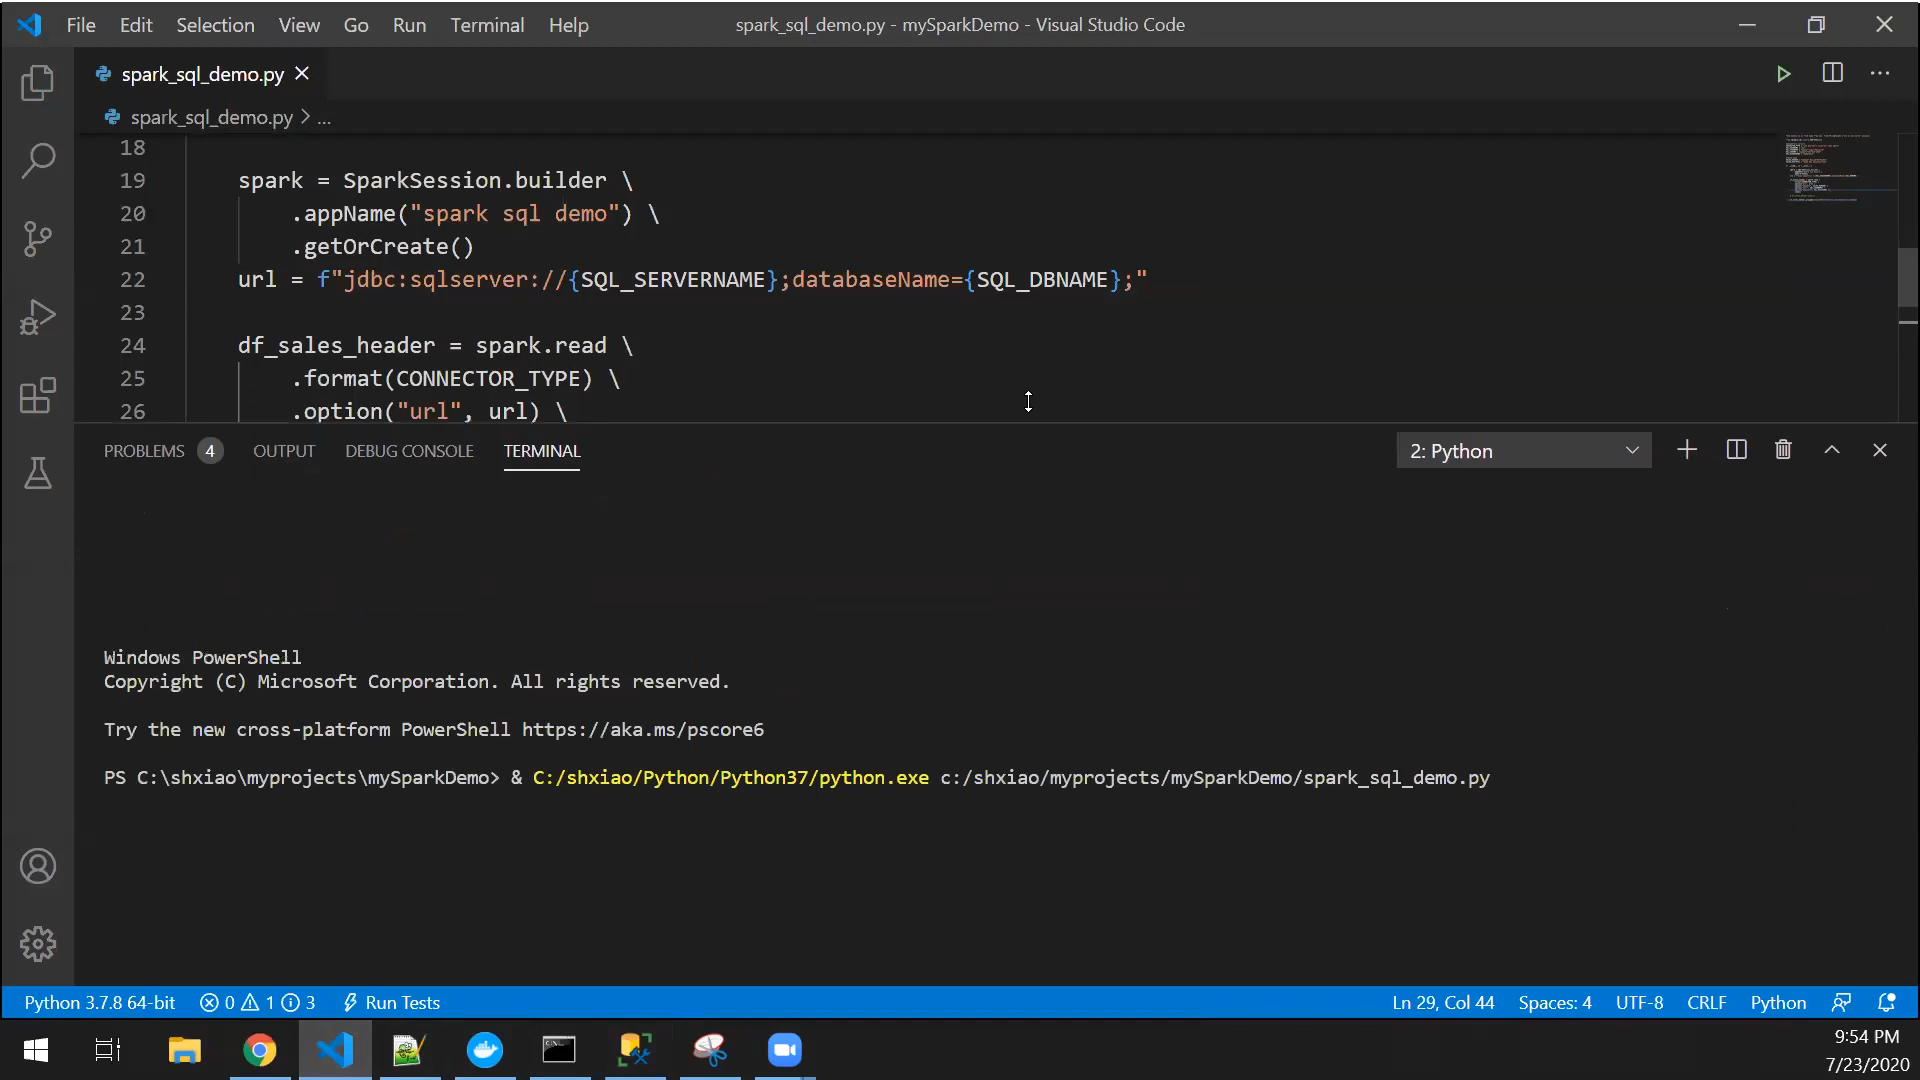 File Edit Selection View Go Run Terminal Help
spark_sql_demo.py - mySparkDemo - Visual Studio Code
spark_sql_demo.py
spark_sql_demo.py > ...
18
19 spark = SparkSession.builder \
20 .appName("spark sql demo") \
21 .getOrCreate()
22 url = f"jdbc:sqlserver://{SQL_SERVERNAME};databaseName={SQL_DBNAME};"
23
24 df_sales_header = spark.read \
25 .format(CONNECTOR_TYPE) \
26 .option("url", url) \
PROBLEMS 4 OUTPUT DEBUG CONSOLE TERMINAL 2: Python
Windows PowerShell
Copyright (C) Microsoft Corporation. All rights reserved.
Try the new cross-platform PowerShell https://aka.ms/pscore6
PS C:\shxiao\myprojects\mySparkDemo> & C:/shxiao/Python/Python37/python.exe c:/shxiao/myprojects/mySparkDemo/spark_sql_demo.py
Python 3.7.8 64-bit 0 1 3 Run Tests Ln 29, Col 44 Spaces: 4 UTF-8 CRLF Python
9:54 PM
7/23/2020